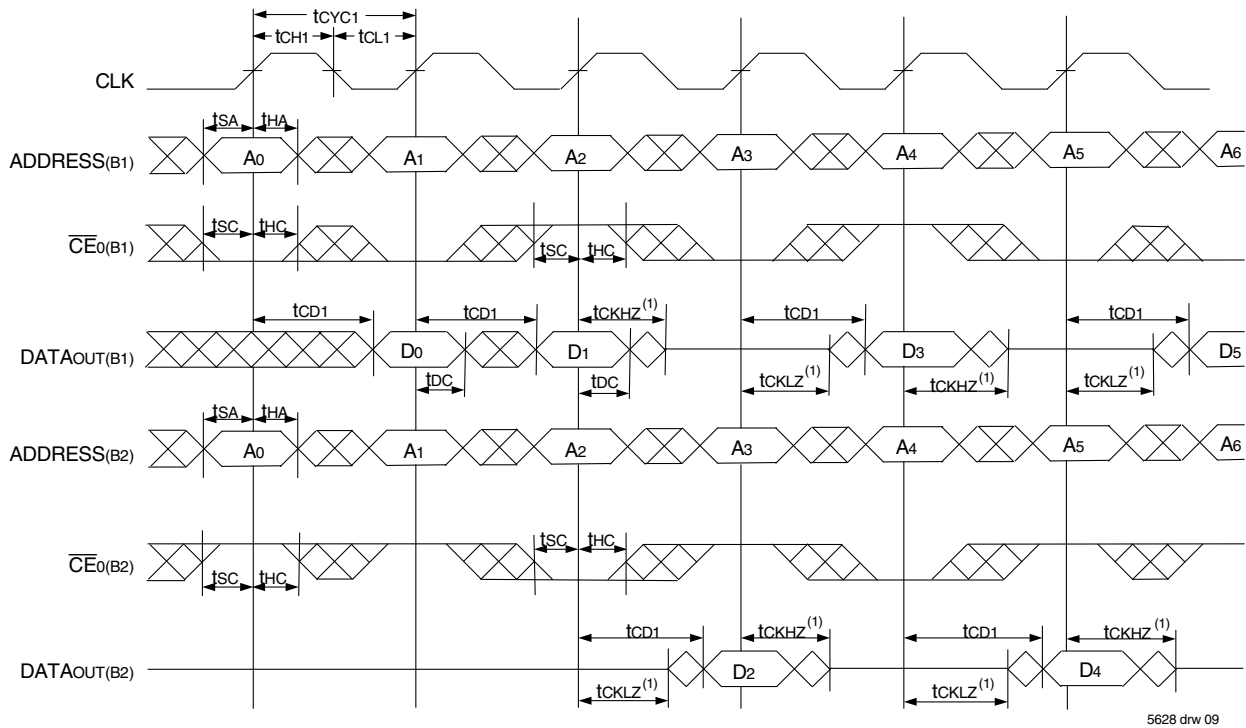 tCYC1
tCH1 tCL1
CLK
tSA tHA
ADDRESS(B1) A0 A1 A2 A3 A4 A5 A6
tSC tHC
CE0(B1) tSC tHC
tCD1 tCD1 tCKHZ(1) tCD1 tCD1
DATAOUT(B1) D0 D1 D3 D5
tDC tDC tCKLZ(1) tCKHZ(1) tCKLZ(1)
tSA tHA
ADDRESS(B2) A0 A1 A2 A3 A4 A5 A6
tSC tHC
CE0(B2)
tSC tHC
tCD1 tCKHZ(1) tCD1 tCKHZ(1)
DATAOUT(B2) D2 D4
tCKLZ(1) tCKLZ(1)
5628 drw 09